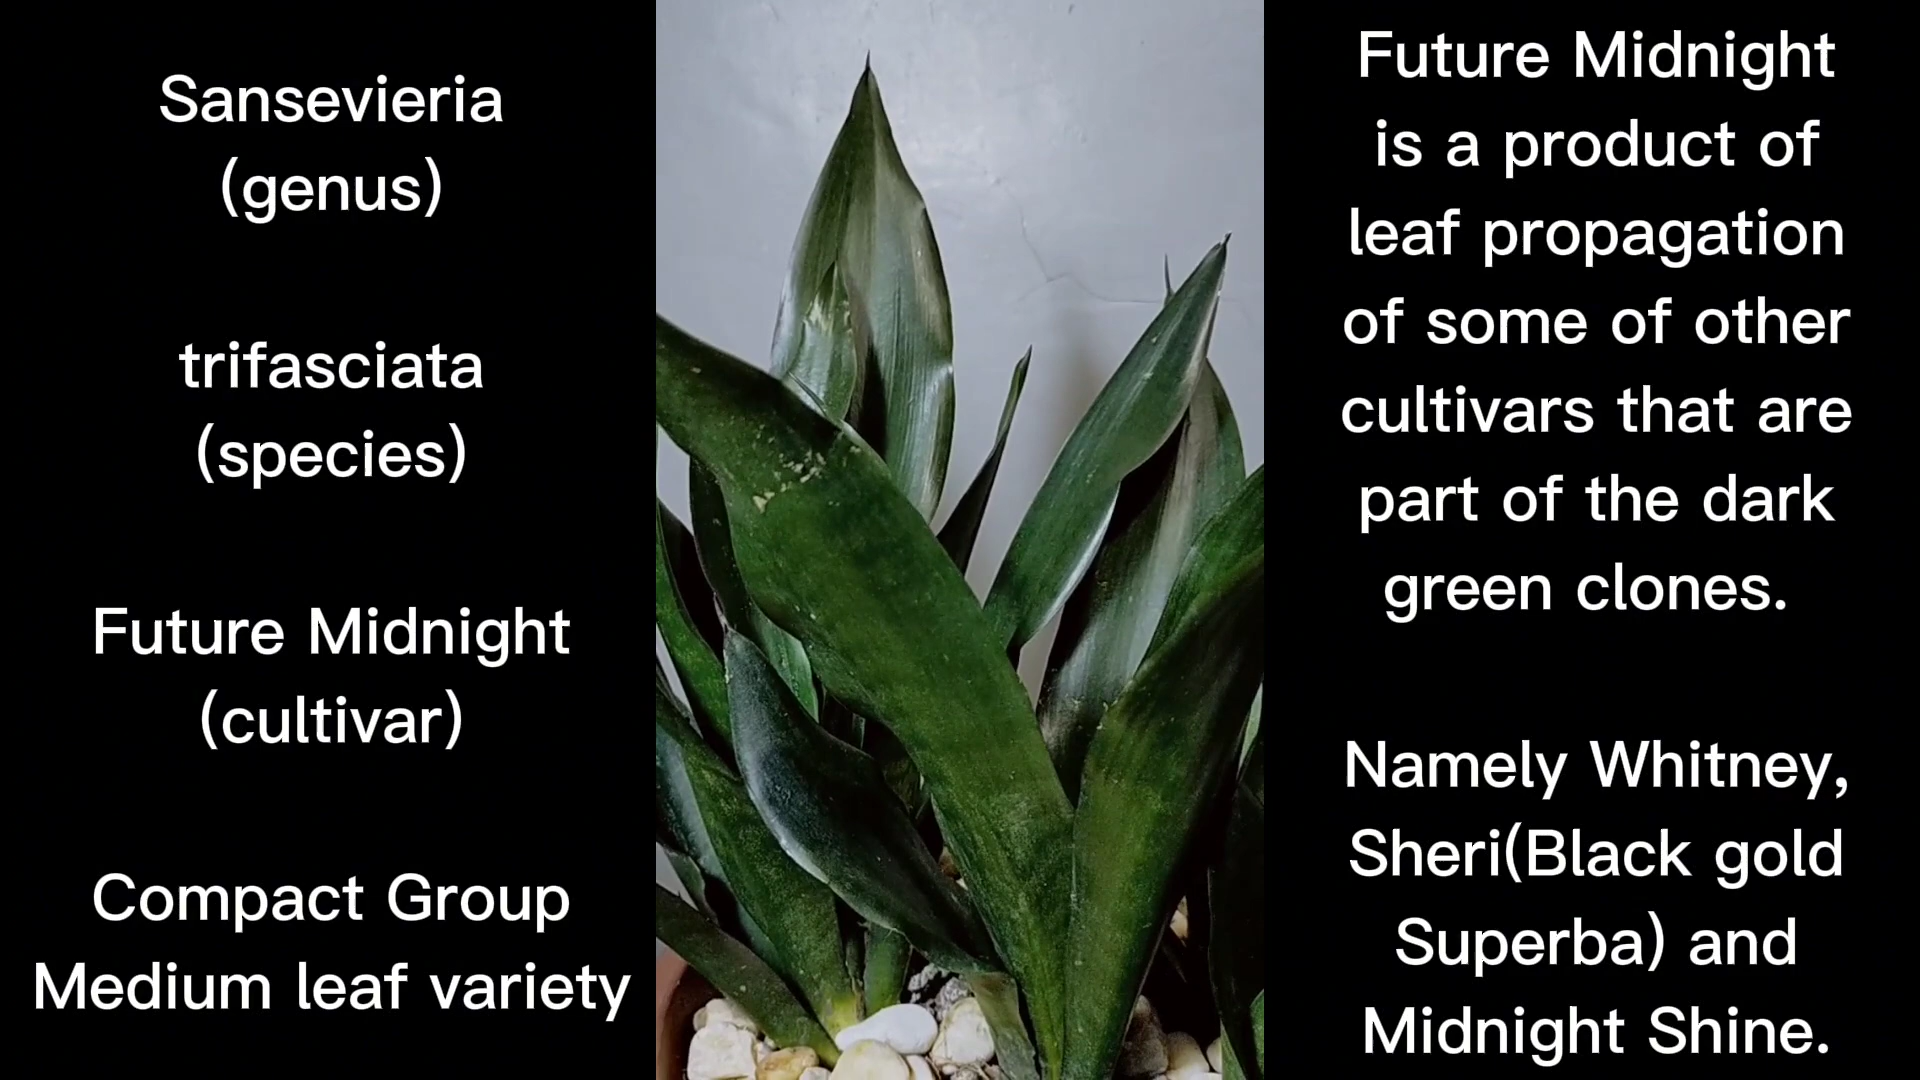 Sansevieria
(genus)
trifasciata
(species)
Future Midnight
(cultivar)
Compact Group
Medium leaf variety
Future Midnight
is a product of
leaf propagation
of some of other
cultivars that are
part of the dark
green clones.
Namely Whitney,
Sheri(Black gold
Superba) and
Midnight Shine.